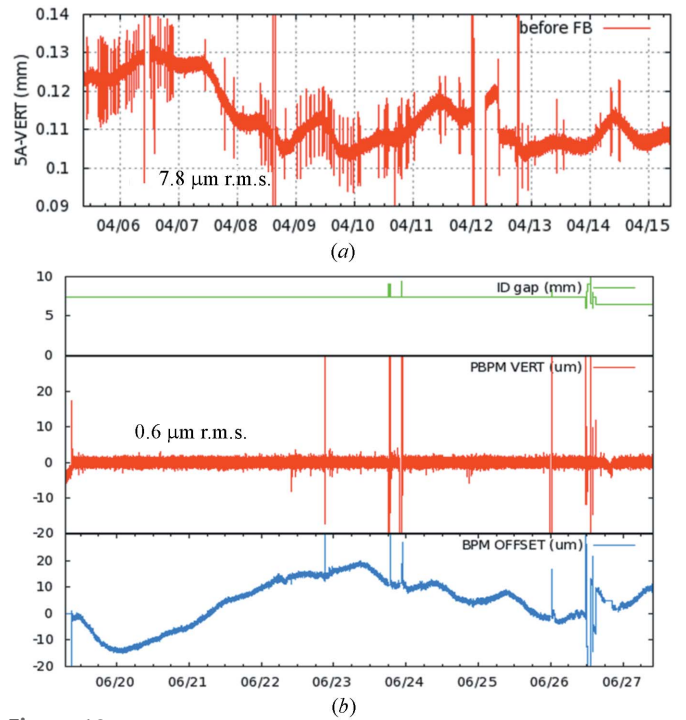 0.14
before FB
0.13
0.12
5A-VERT (mm)
0.11
0.1
7.8 μm r.m.s.
0.09
04/06 04/07 04/08 04/09 04/10 04/11 04/12 04/13 04/14 04/15
(a)
10
ID gap (mm)
5
0
PBPM VERT (um)
20
10
0.6 μm r.m.s.
0
-10
-20
BPM OFFSET (um)
20
10
0
-10
-20
06/20 06/21 06/22 06/23 06/24 06/25 06/26 06/27
(b)